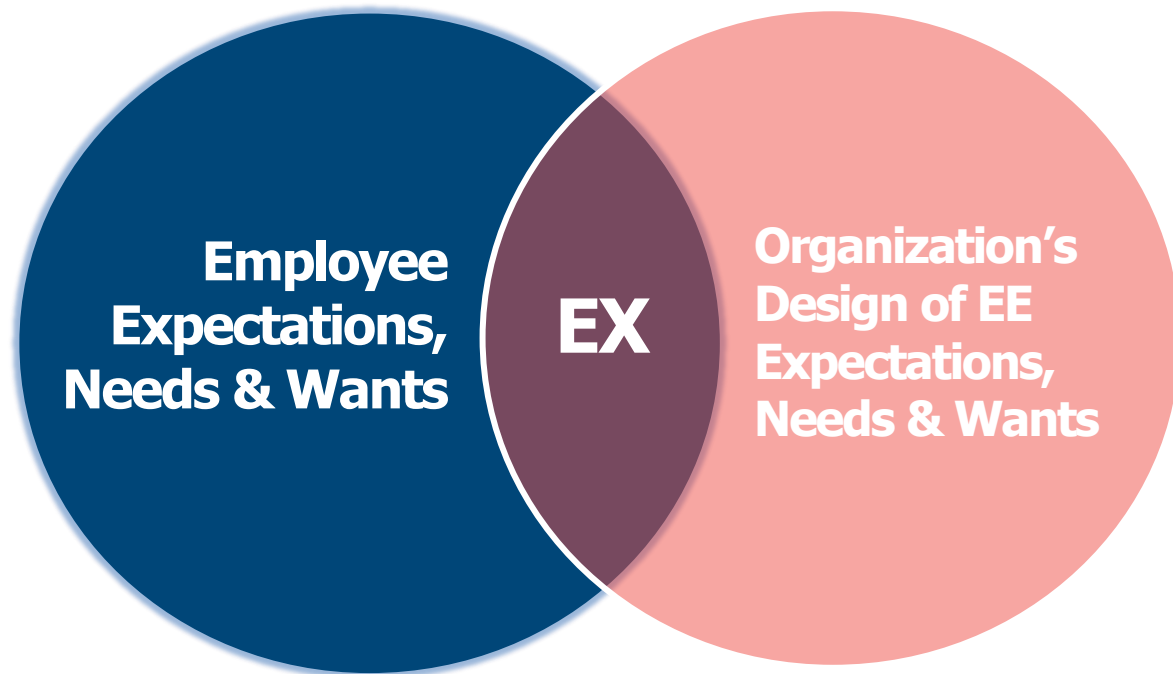 Employee
Expectations,
Needs & Wants
EX
Organization’s
Design of EE
Expectations,
Needs & Wants